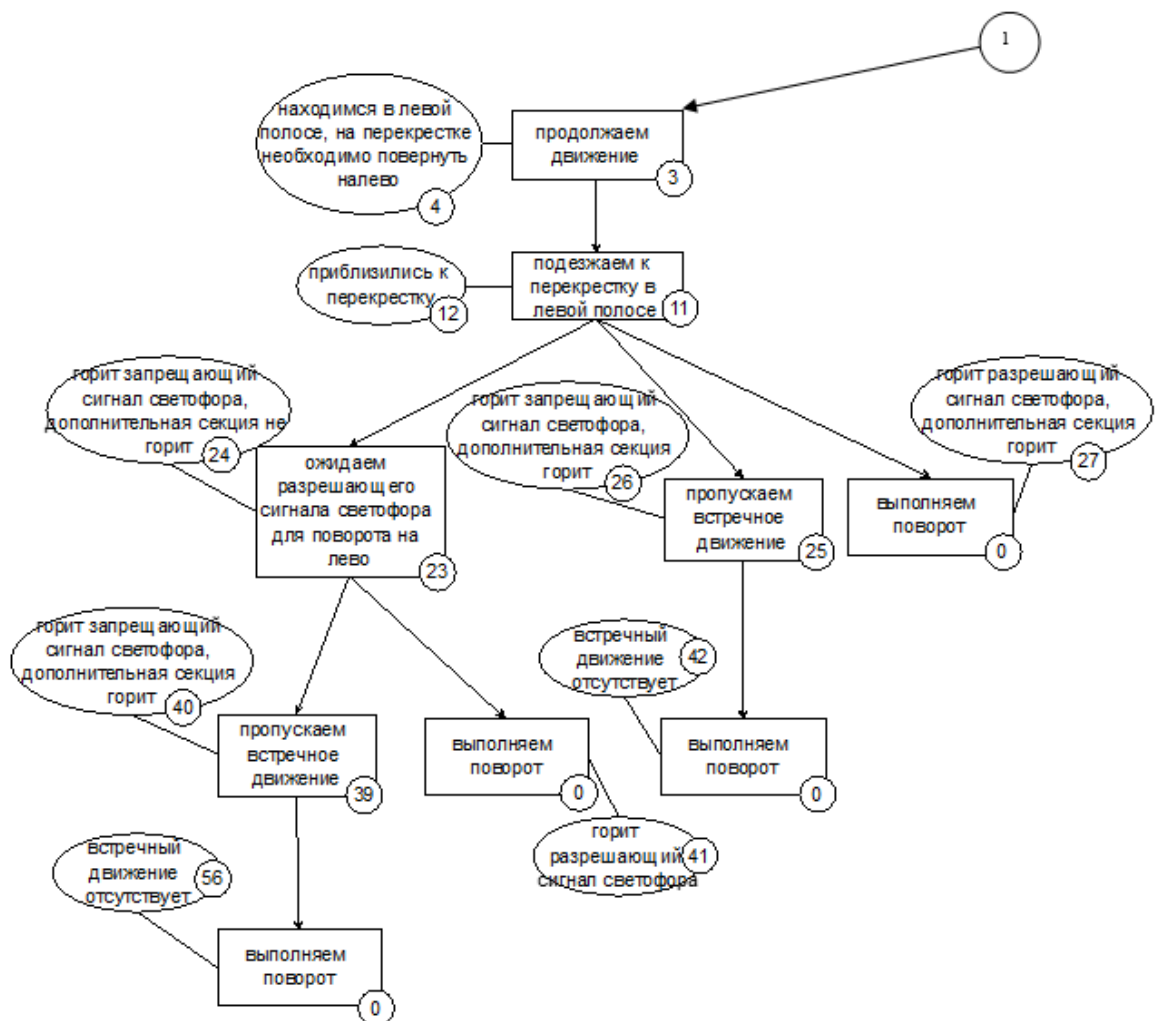 1
находимся в левой
полосе, на перекрестке
необходимо повернуть
налево
4
продолжаем
движение
3
приблизились к
перекрестку
12
подезжаем к
перекрестку в
левой полосе
11
горит запрещающий
сигнал светофора,
дополнительная секция не
горит
24
ожидаем
разрешающего
сигнала светофора
для поворота на
лево
23
горит запрещающий
сигнал светофора,
дополнительная секция
горит
26
пропускаем
встречное
движение
25
горит разрешающий
сигнал светофора,
дополнительная секция
горит
27
выполняем
поворот
0
горит запрещающий
сигнал светофора,
дополнительная секция
горит
40
пропускаем
встречное
движение
39
выполняем
поворот
0
горит
разрешающий
сигнал светофора
41
встречный
движение
отсутствует
42
выполняем
поворот
0
встречный
движение
отсутствует
56
выполняем
поворот
0